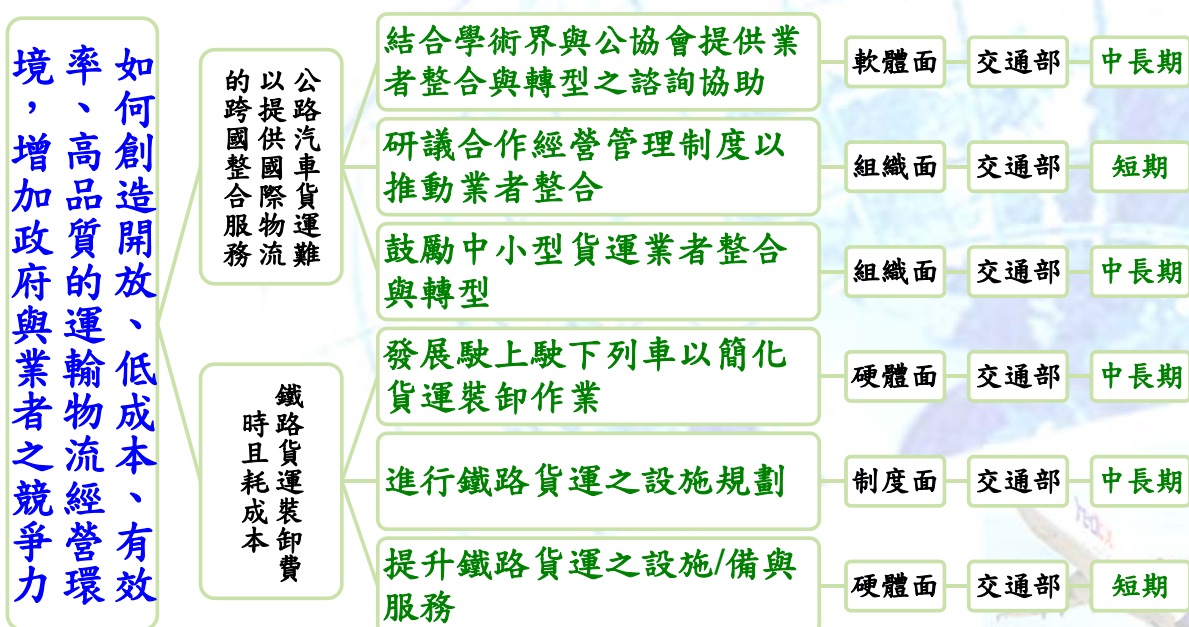 如何創造開放、低成本、有效
率、高品質的運輸物流經營環
境，增加政府與業者之競爭力
公路汽車貨運難
以提供國際物流
的跨國整合服務
結合學術界與公協會提供業
者整合與轉型之諮詢協助
軟體面
交通部
中長期
研議合作經營管理制度以
推動業者整合
組織面
交通部
短期
鼓勵中小型貨運業者整合
與轉型
組織面
交通部
中長期
鐵路貨運裝卸費
時且耗成本
發展駛上駛下列車以簡化
貨運裝卸作業
硬體面
交通部
中長期
進行鐵路貨運之設施規劃
制度面
交通部
中長期
提升鐵路貨運之設施/備與
服務
硬體面
交通部
短期